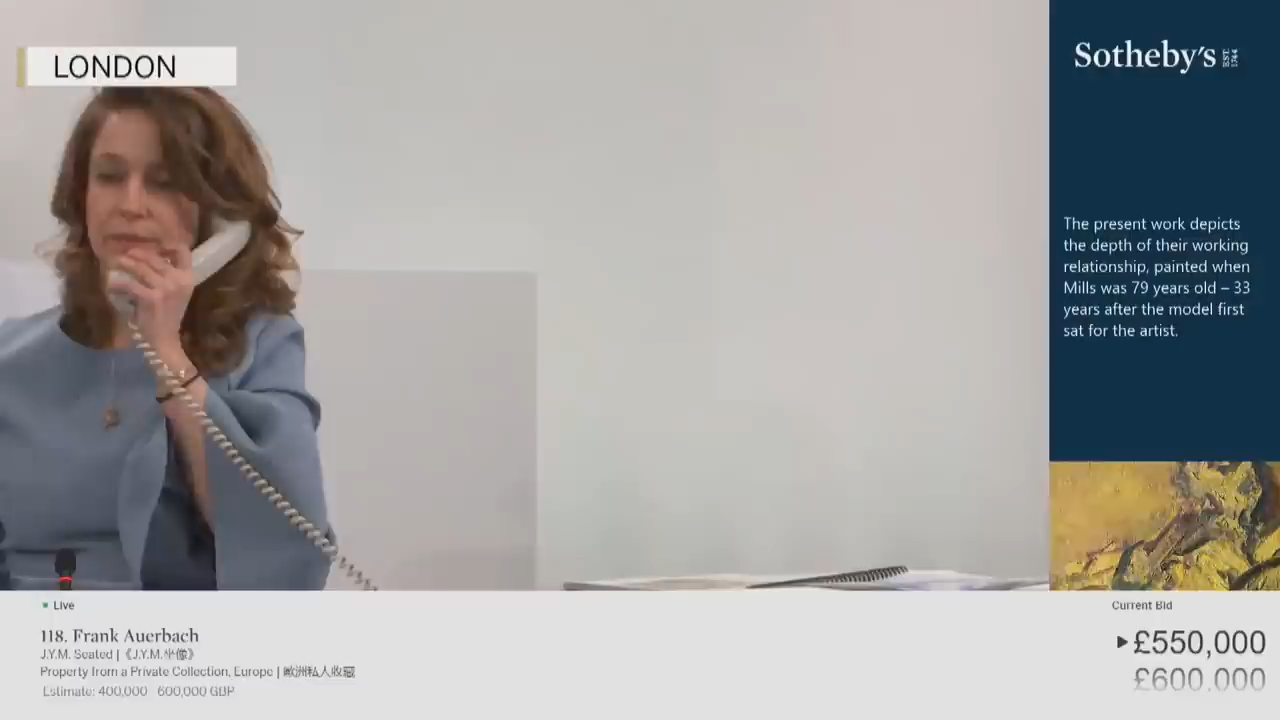 LONDON
Sotheby's EST. 1744
The present work depicts
the depth of their working
relationship, painted when
Mills was 79 years old – 33
years after the model first
sat for the artist.
Live
118. Frank Auerbach
J.Y.M. Seated | 《J.Y.M.坐像》
Property from a Private Collection, Europe | 歐洲私人收藏
Estimate: 400,000 600,000 GBP
Current Bid
£550,000
£600,000